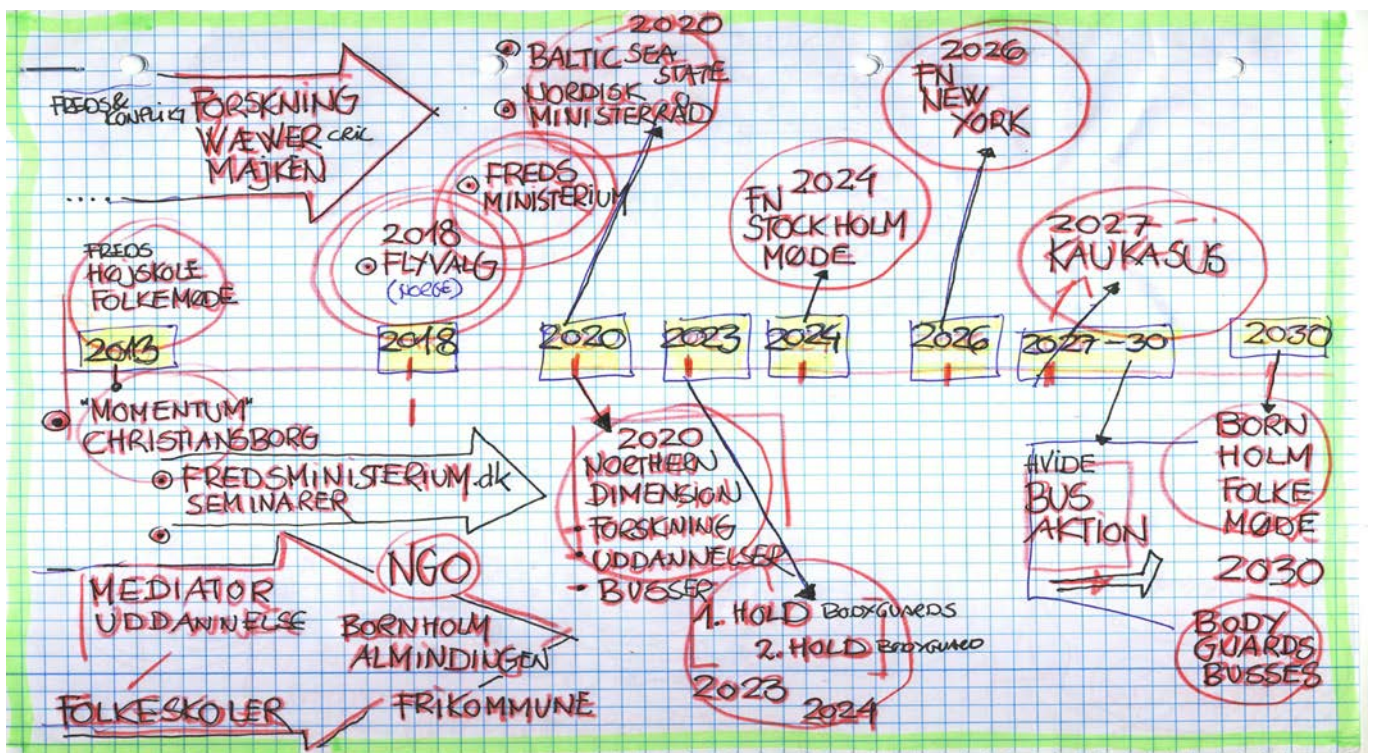 FREDS &
KONFLIKT
FORSKNING
WÆWER CRIC
MAJKEN
....
2020
BALTIC SEA
STATE
NORDISK
MINISTERRÅD
FREDS
MINISTERIUM
2018
FLYVALG
(NORGE)
2026
FN
NEW
YORK
2024
FN
STOCKHOLM
MØDE
2027
KAUKASUS
FREDS
HØJSKOLE
FOLKEMØDE
2013
2018
2020
2023
2024
2026
2027-30
2030
"MOMENTUM"
CHRISTIANSBORG
FREDSMINISTERIUM.dk
SEMINARER
2020
NORTHERN
DIMENSION
- FORSKNING
- UDDANNELSER
- BUSSER
HVIDE
BUS
AKTION
BORN
HOLM
FOLKE
MØDE
2030
BODY
GUARDS
BUSSES
MEDIATOR
UDDANNELSE
NGO
BORNHOLM
ALMINDINGEN
FOLKESKOLER
FRIKOMMUNE
1. HOLD BODYGUARDS
2. HOLD BODYGUARD
2023
2024